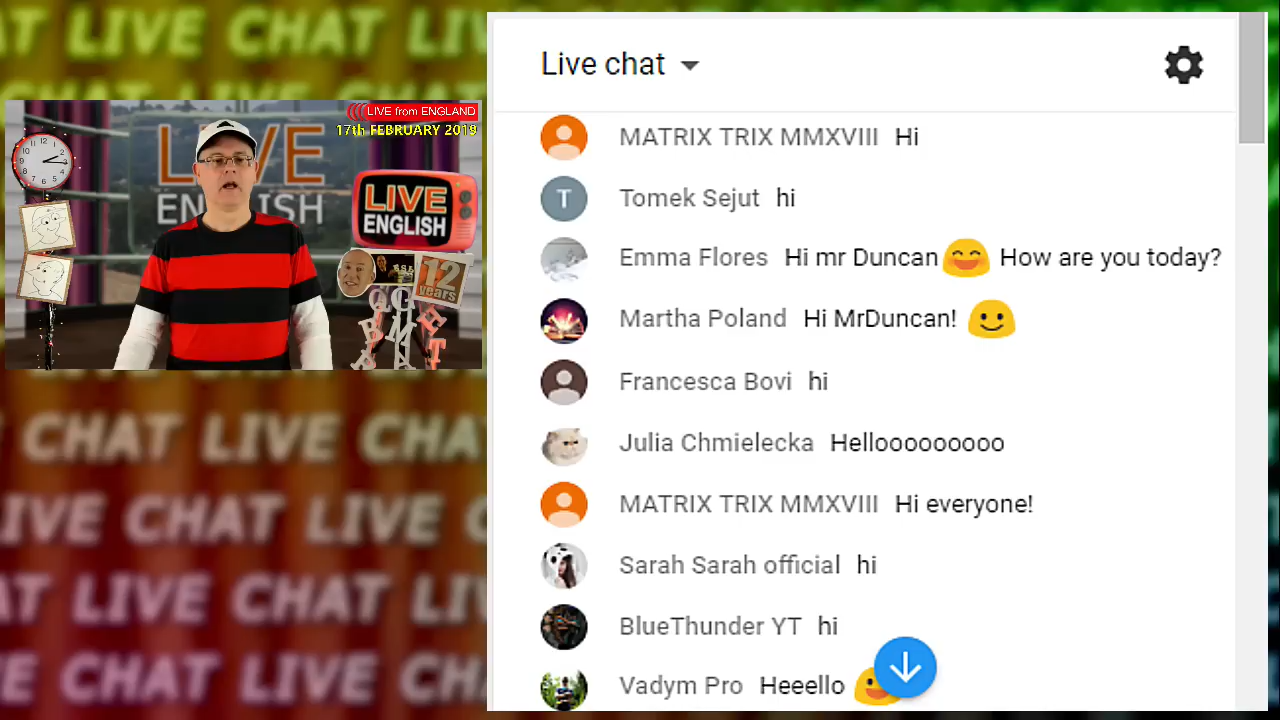 AT LIVE CHAT LIV
LIVE from ENGLAND
17th FEBRUARY 2019
LIVE
ENGLISH
LIVE
ENGLISH
12
years
E CHAT LIVE CHA
IVE CHAT LIVE C
AT LIVE CHAT LIV
E CHAT LIVE CHA
Live chat
MATRIX TRIX MMXVIII Hi
T Tomek Sejut hi
Emma Flores Hi mr Duncan 😄 How are you today?
Martha Poland Hi MrDuncan! 🙂
Francesca Bovi hi
Julia Chmielecka Hellooooooooo
MATRIX TRIX MMXVIII Hi everyone!
Sarah Sarah official hi
BlueThunder YT hi
Vadym Pro Heeello